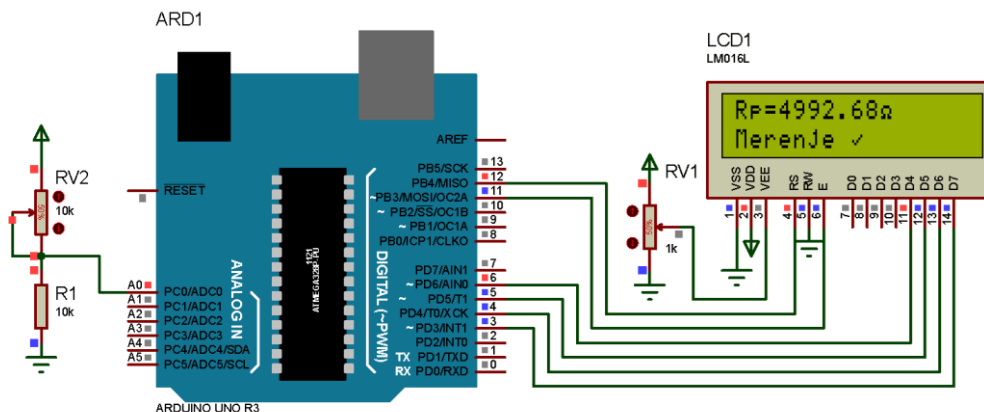 ARD1
LCD1
LM016L
Rp=4992.68Ω
Merenje ✓
VSS
VDD
VEE
RS
RW
E
D0
D1
D2
D3
D4
D5
D6
D7
1
2
3
4
5
6
7
8
9
10
11
12
13
14
RV2
50%
10k
R1
10k
RV1
50%
1k
RESET
AREF
PB5/SCK 13
PB4/MISO 12
~PB3/MOSI/OC2A 11
~PB2/SS/OC1B 10
~PB1/OC1A 9
PB0/ICP1/CLKO 8
PD7/AIN1 7
~PD6/AIN0 6
~PD5/T1 5
PD4/T0/XCK 4
~PD3/INT1 3
PD2/INT0 2
TX PD1/TXD 1
RX PD0/RXD 0
A0 PC0/ADC0
A1 PC1/ADC1
A2 PC2/ADC2
A3 PC3/ADC3
A4 PC4/ADC4/SDA
A5 PC5/ADC5/SCL
ANALOG IN
ATMEGA328P-PU
1121
DIGITAL (~PWM)
ARDUINO UNO R3